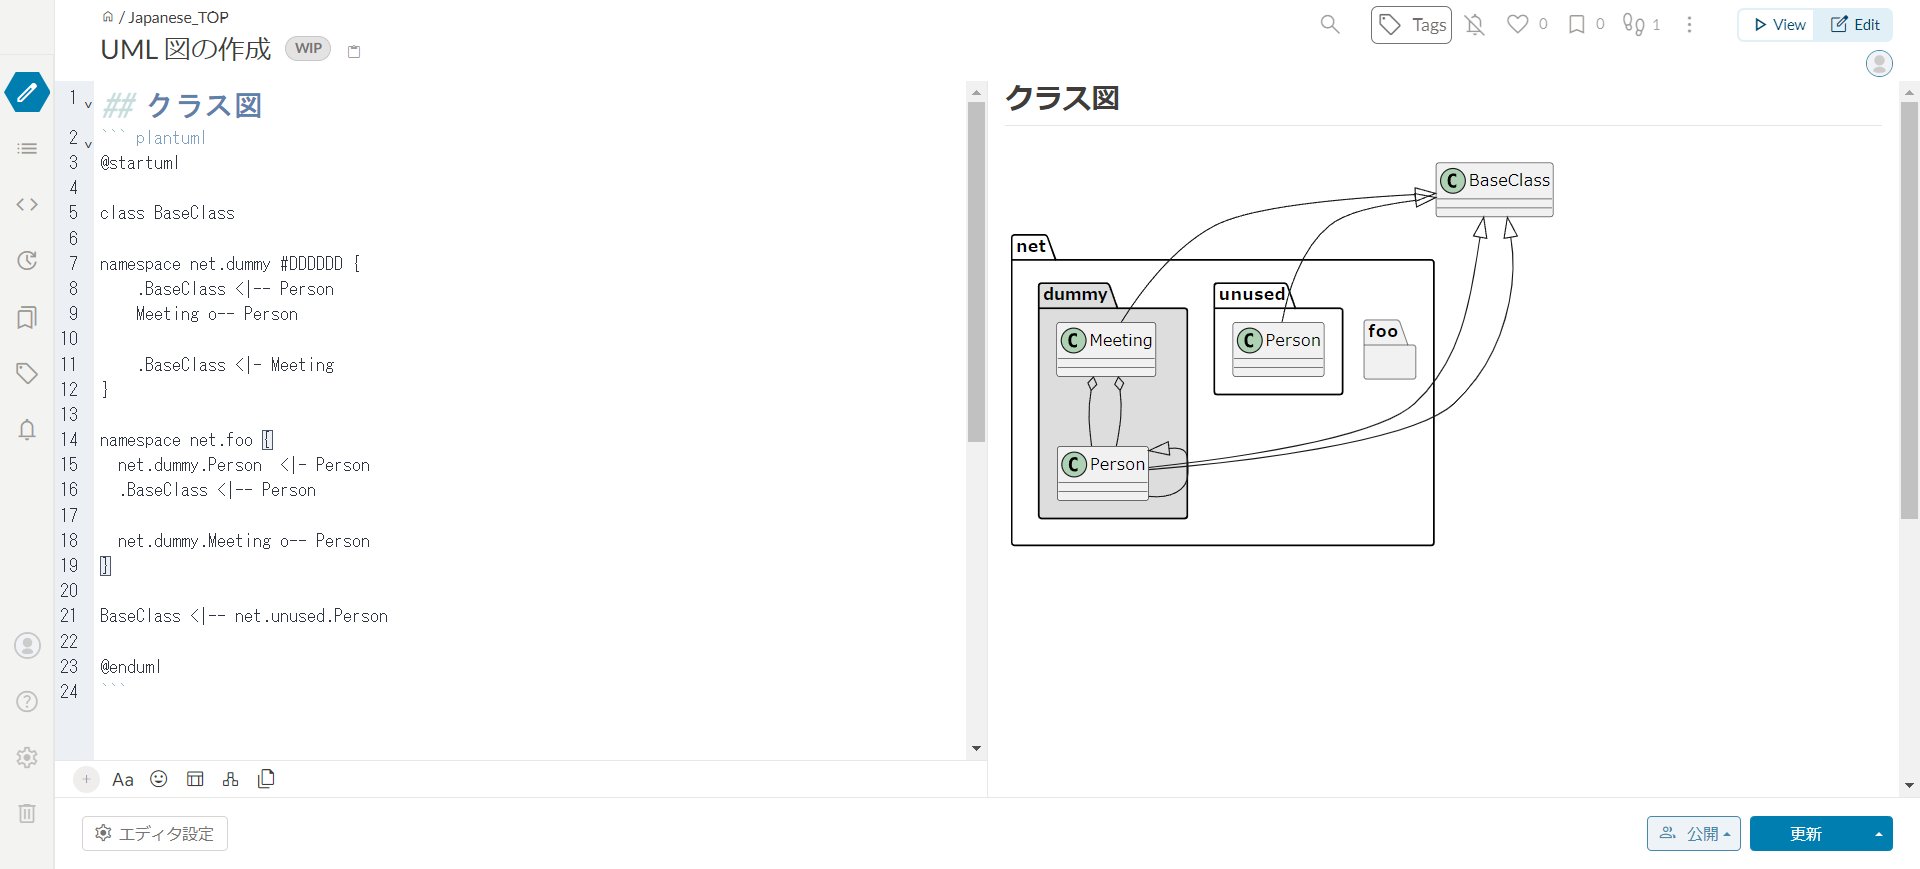 / Japanese_TOP
UML 図の作成 WIP
Tags 0 0 1
View Edit
1 ## クラス図
2 ``` plantuml
3 @startuml
4
5 class BaseClass
6
7 namespace net.dummy #DDDDDD {
8 .BaseClass <|-- Person
9 Meeting o-- Person
10
11 .BaseClass <|- Meeting
12 }
13
14 namespace net.foo {
15 net.dummy.Person  <|- Person
16 .BaseClass <|-- Person
17
18 net.dummy.Meeting o-- Person
19 }
20
21 BaseClass <|-- net.unused.Person
22
23 @enduml
24 ```
クラス図
C BaseClass
net
dummy
unused
foo
C Meeting
C Person
C Person
+ Aa
エディタ設定
公開
更新